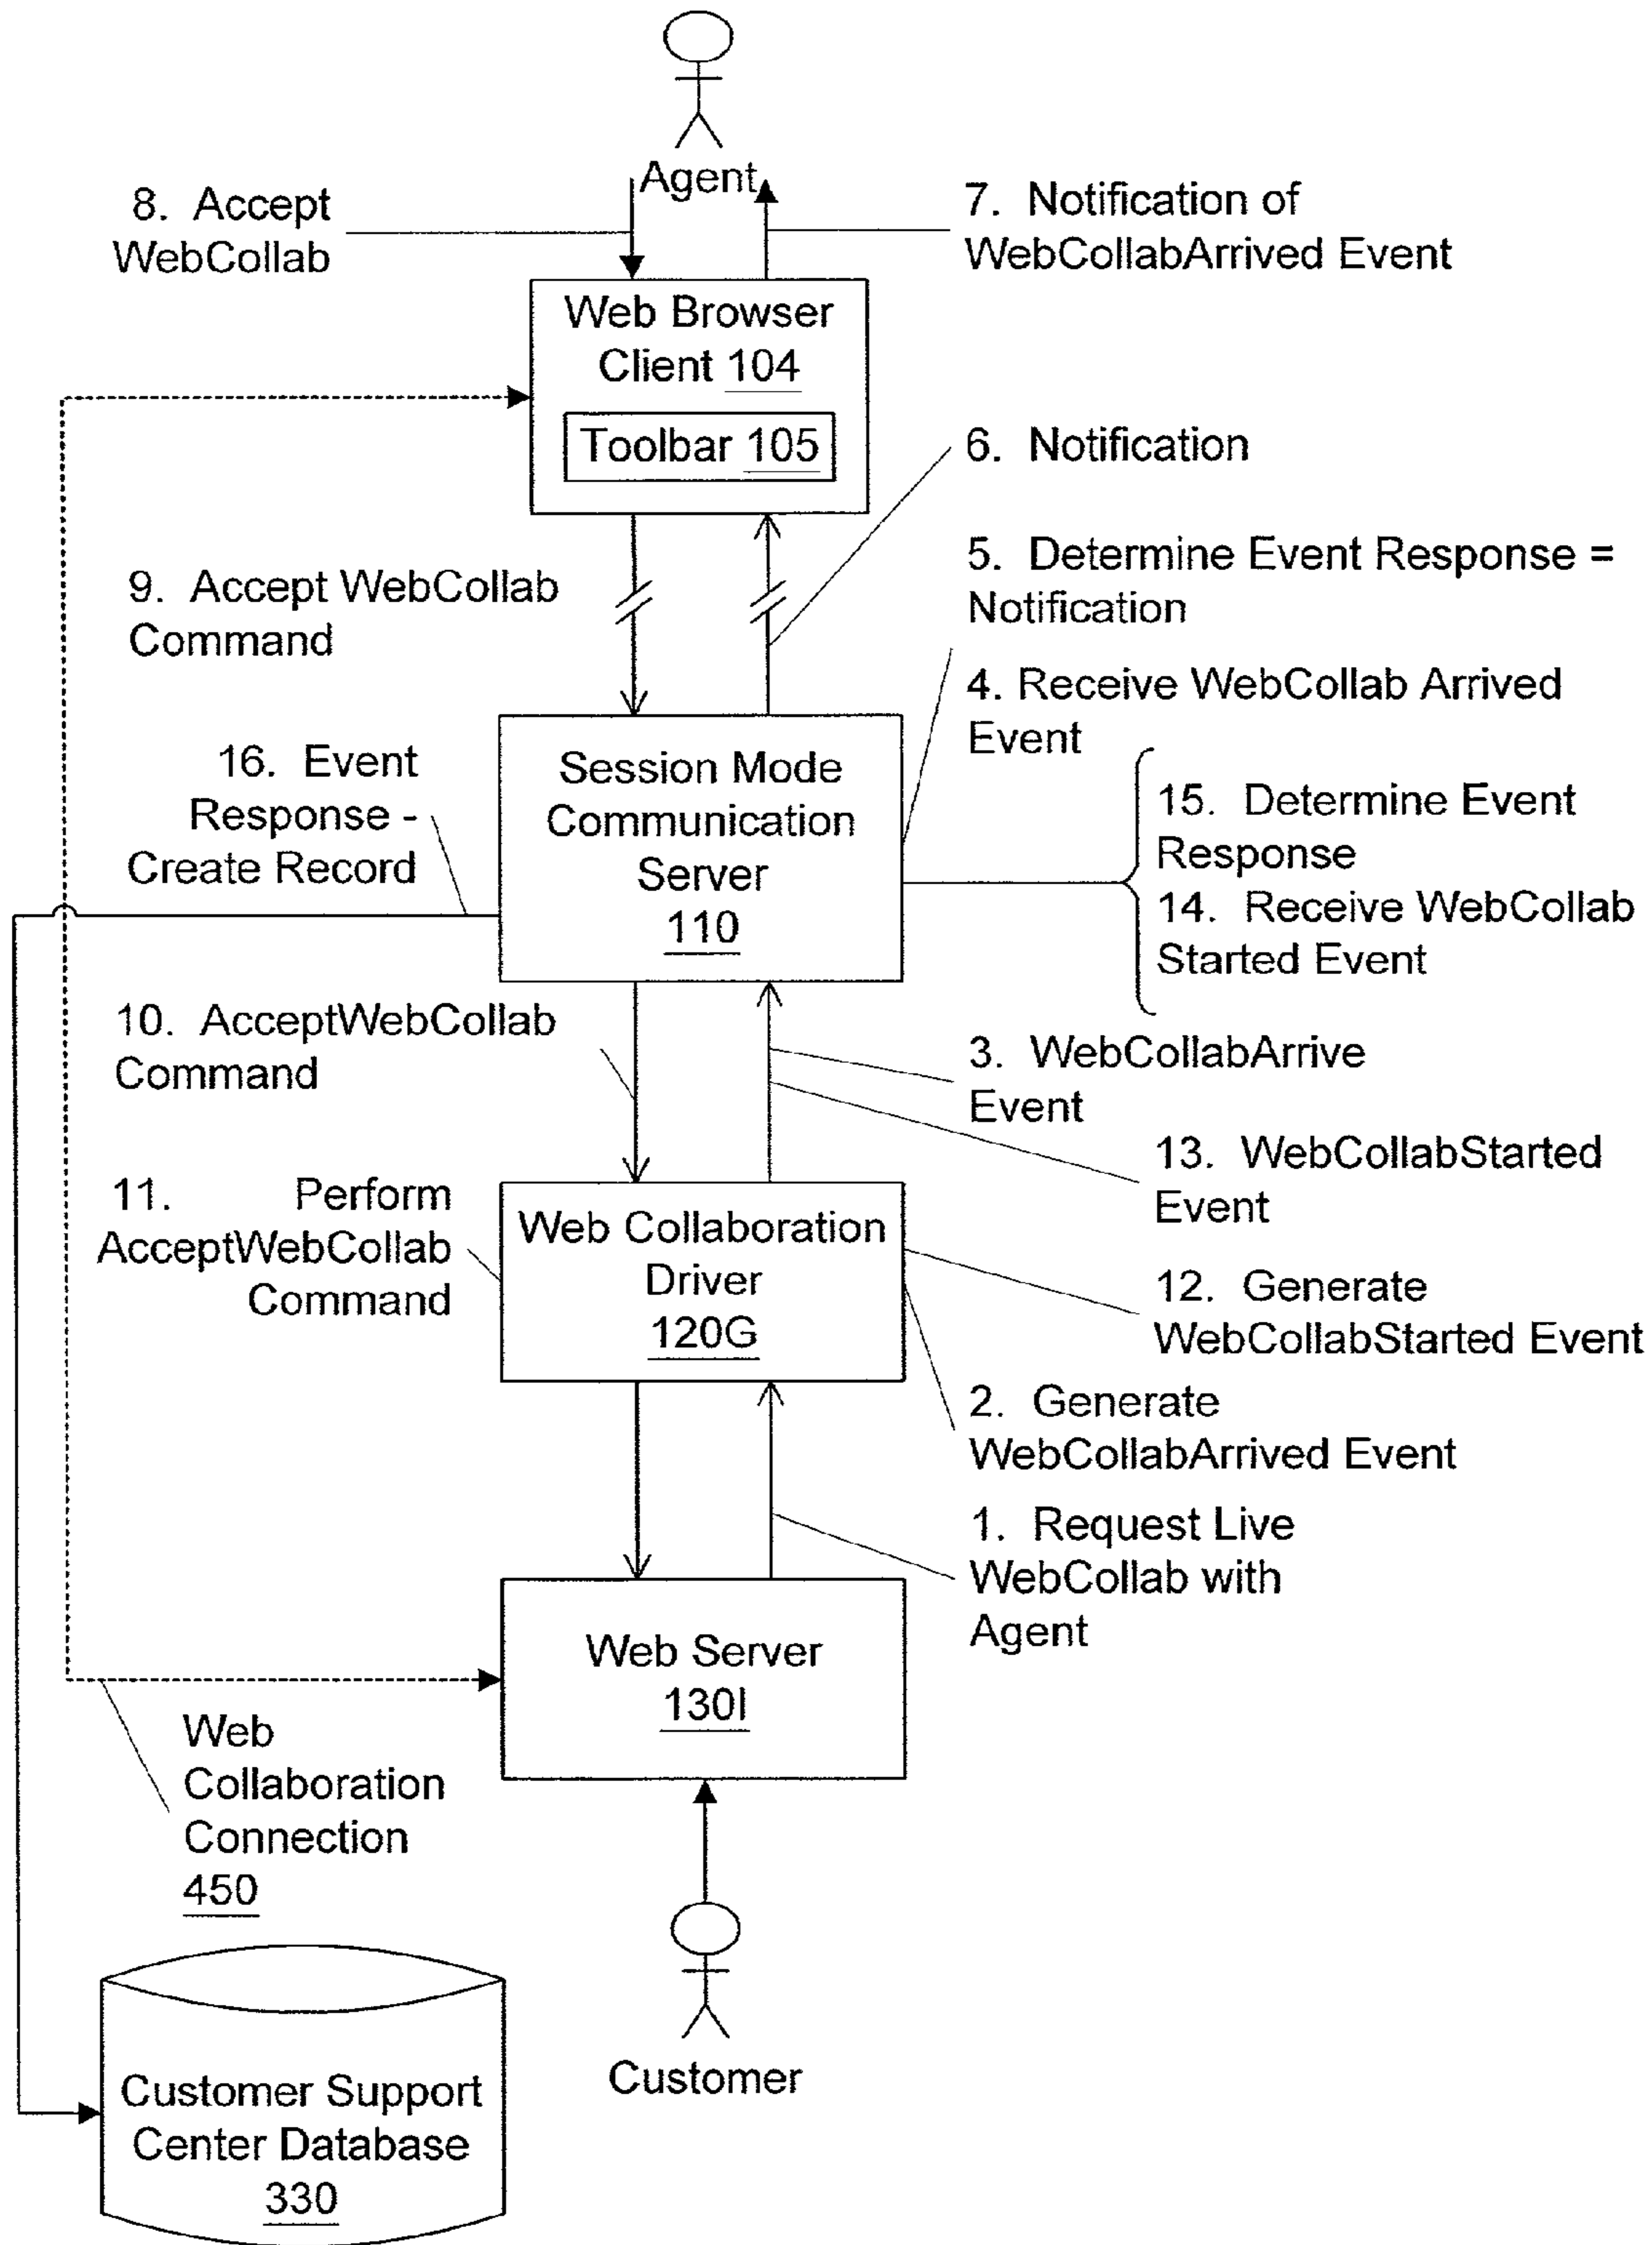 Agent
8. Accept
WebCollab
7. Notification of
WebCollabArrived Event
Web Browser
Client 104
Toolbar 105
6. Notification
5. Determine Event Response =
Notification
9. Accept WebCollab
Command
4. Receive WebCollab Arrived
Event
16. Event
Response -
Create Record
Session Mode
Communication
Server
110
15. Determine Event
Response
14. Receive WebCollab
Started Event
10. AcceptWebCollab
Command
3. WebCollabArrive
Event
13. WebCollabStarted
Event
11. Perform
AcceptWebCollab
Command
Web Collaboration
Driver
120G
12. Generate
WebCollabStarted Event
2. Generate
WebCollabArrived Event
1. Request Live
WebCollab with
Agent
Web Server
130I
Web
Collaboration
Connection
450
Customer
Customer Support
Center Database
330